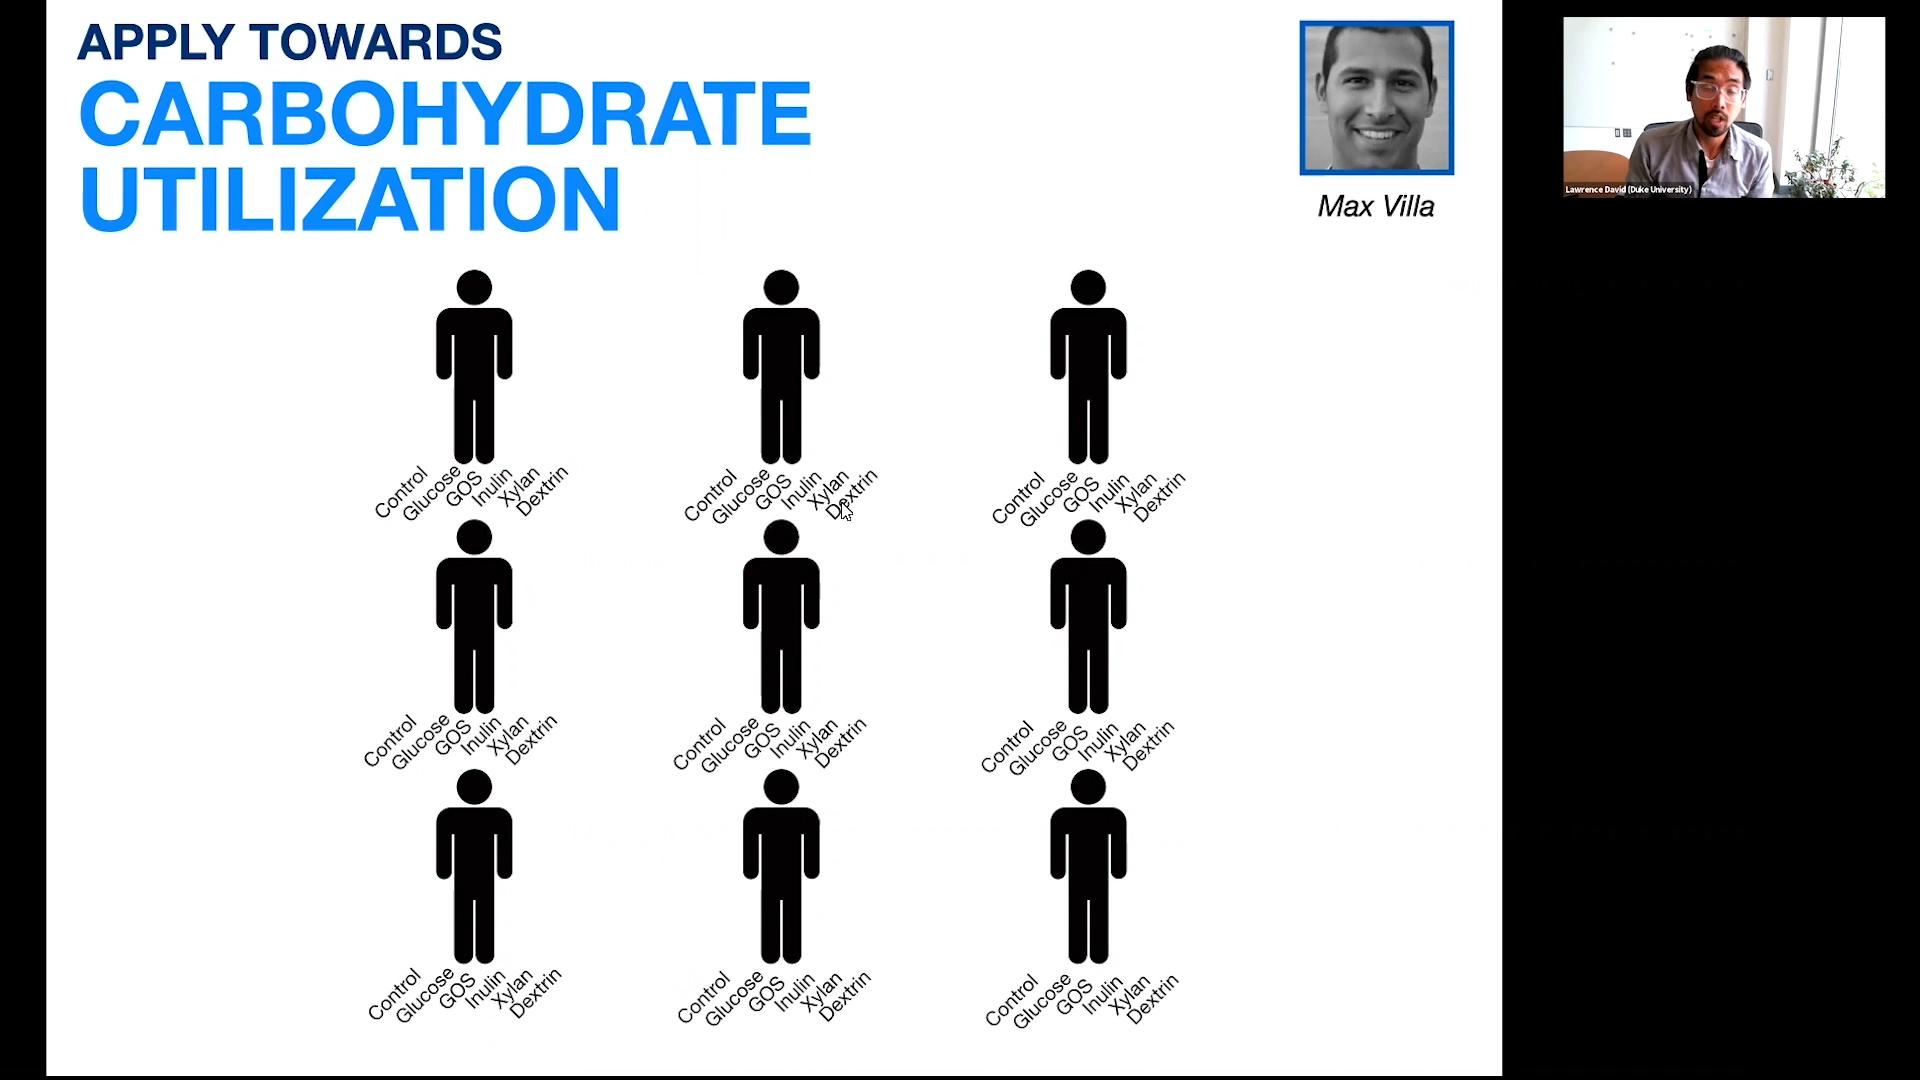 APPLY TOWARDS
CARBOHYDRATE
UTILIZATION
Max Villa
Lawrence David (Duke University)
Control
Glucose
GOS
Inulin
Xylan
Dextrin
Control
Glucose
GOS
Inulin
Xylan
Dextrin
Control
Glucose
GOS
Inulin
Xylan
Dextrin
Control
Glucose
GOS
Inulin
Xylan
Dextrin
Control
Glucose
GOS
Inulin
Xylan
Dextrin
Control
Glucose
GOS
Inulin
Xylan
Dextrin
Control
Glucose
GOS
Inulin
Xylan
Dextrin
Control
Glucose
GOS
Inulin
Xylan
Dextrin
Control
Glucose
GOS
Inulin
Xylan
Dextrin